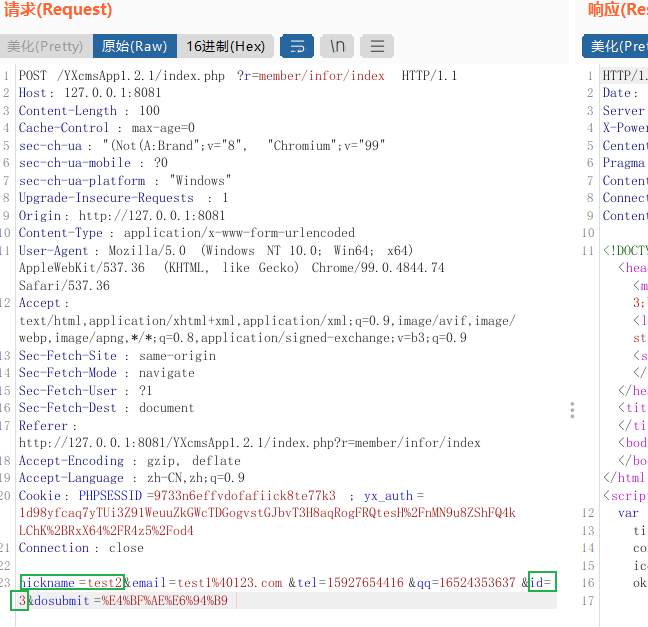 请求(Request)
响应(Res
美化(Pretty) 原始(Raw) 16进制(Hex) \n
美化(Pret
1 POST /YXcmsApp1.2.1/index.php ?r=member/infor/index HTTP/1.1
2 Host: 127.0.0.1:8081
3 Content-Length : 100
4 Cache-Control : max-age=0
5 sec-ch-ua : "(Not(A:Brand";v="8", "Chromium";v="99"
6 sec-ch-ua-mobile : ?0
7 sec-ch-ua-platform : "Windows"
8 Upgrade-Insecure-Requests : 1
9 Origin: http://127.0.0.1:8081
10 Content-Type : application/x-www-form-urlencoded
11 User-Agent : Mozilla/5.0 (Windows NT 10.0; Win64; x64)
AppleWebKit/537.36 (KHTML, like Gecko) Chrome/99.0.4844.74
Safari/537.36
12 Accept :
text/html,application/xhtml+xml,application/xml;q=0.9,image/avif,image/
webp,image/apng,*/*;q=0.8,application/signed-exchange;v=b3;q=0.9
13 Sec-Fetch-Site : same-origin
14 Sec-Fetch-Mode : navigate
15 Sec-Fetch-User : ?1
16 Sec-Fetch-Dest : document
17 Referer :
http://127.0.0.1:8081/YXcmsApp1.2.1/index.php?r=member/infor/index
18 Accept-Encoding : gzip, deflate
19 Accept-Language : zh-CN,zh;q=0.9
20 Cookie: PHPSESSID =9733n6effvdofafiick8te77k3 ; yx_auth =
1d98yfcaq7yTUi3Z91WeuuZkGWcTDGogvstGJbvT3H8aqRogFRQtesH%2FnMN9u8ZShFQ4k
LChK%2BRxX64%2FR4z5%2Fod4
21 Connection : close
22
23 nickname =test2&email=test1%40123.com &tel=15927654416 &qq=16524353637 &id=
3&dosubmit =%E4%BF%AE%E6%94%B9
1 HTTP/1.
2 Date:
3 Server
4 X-Power
5 Content
6 Pragma
7 Content
8 Connect
9 Content
10
11 <!DOCTY
<head
<m
3;
<l
st
<s
</
</hea
<tit
</tit
<body
</bo
</html
<script
12 var
13 ti
14 co
15 ic
16 ok
17